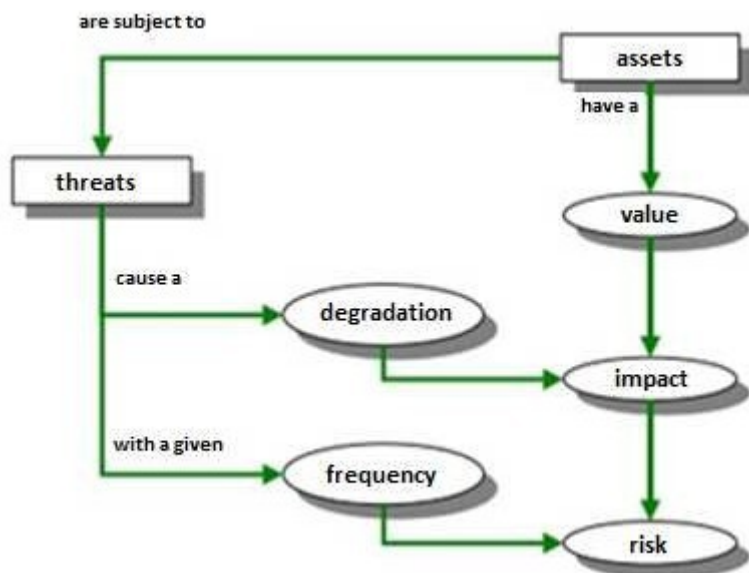 are subject to
assets
have a
threats
value
cause a
degradation
impact
with a given
frequency
risk